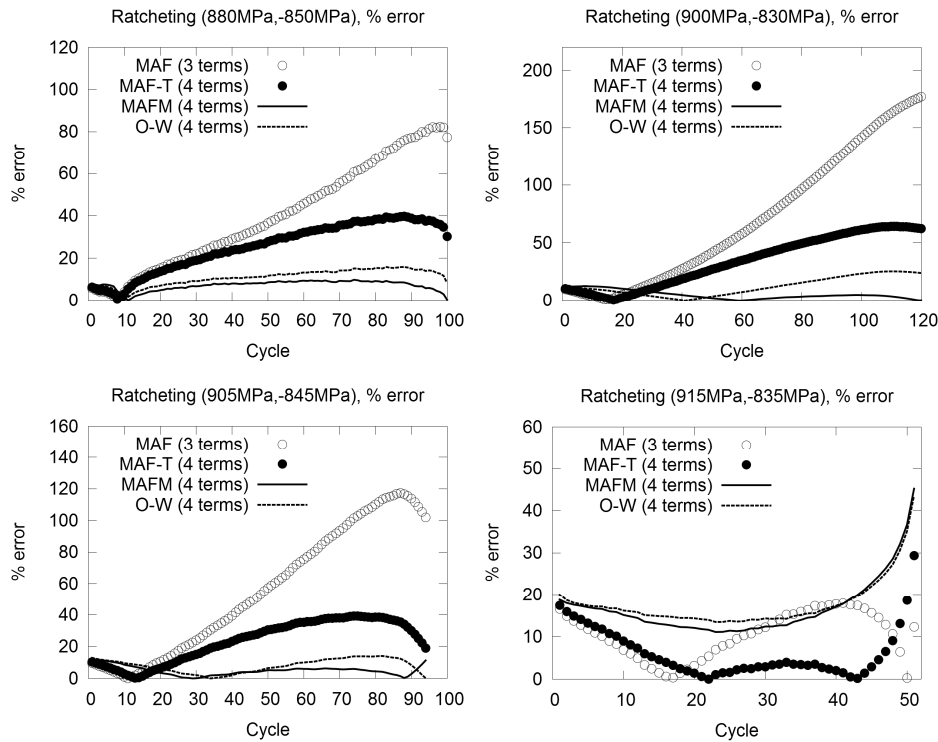 Ratcheting (880MPa,-850MPa), % error
120
100
80
60
40
20
0
% error
MAF (3 terms)
MAF-T (4 terms)
MAFM (4 terms)
O-W (4 terms)
0 10 20 30 40 50 60 70 80 90 100
Cycle
Ratcheting (900MPa,-830MPa), % error
200
150
100
50
0
% error
MAF (3 terms)
MAF-T (4 terms)
MAFM (4 terms)
O-W (4 terms)
0 20 40 60 80 100 120
Cycle
Ratcheting (905MPa,-845MPa), % error
160
140
120
100
80
60
40
20
0
% error
MAF (3 terms)
MAF-T (4 terms)
MAFM (4 terms)
O-W (4 terms)
0 10 20 30 40 50 60 70 80 90 100
Cycle
Ratcheting (915MPa,-835MPa), % error
60
50
40
30
20
10
0
% error
MAF (3 terms)
MAF-T (4 terms)
MAFM (4 terms)
O-W (4 terms)
0 10 20 30 40 50
Cycle